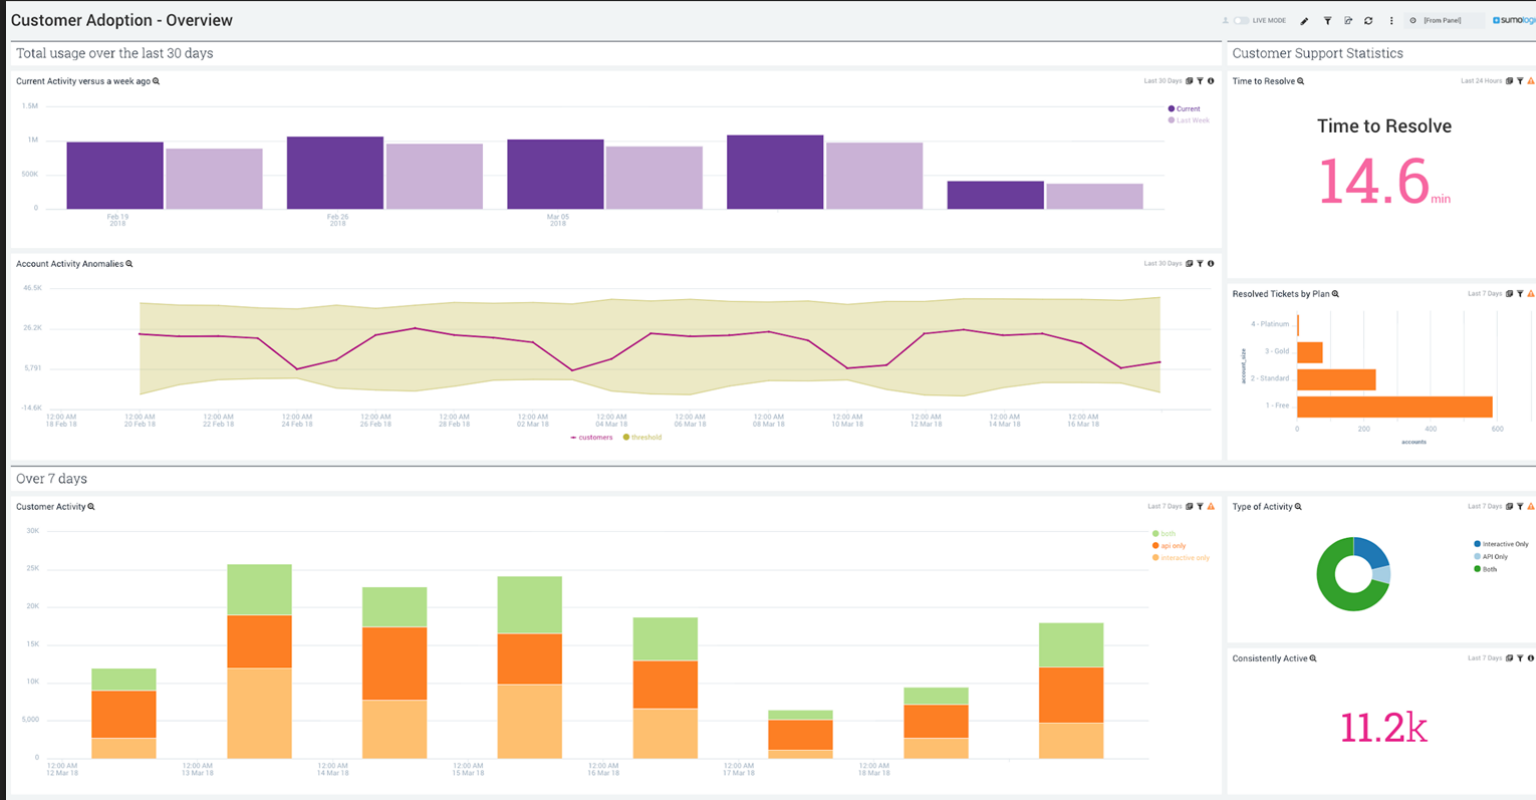 Customer Adoption - Overview
LIVE MODE
[From Panel]
Total usage over the last 30 days
Customer Support Statistics
Current Activity versus a week ago
Last 30 Days
1.5M
1M
500K
0
Current
Last Week
Feb 19
2018
Feb 26
2018
Mar 05
2018
Time to Resolve
Last 24 Hours
Time to Resolve
14.6 min
Account Activity Anomalies
Last 30 Days
46.5K
26.2K
5,791
-14.6K
12:00 AM 12:00 AM 12:00 AM 12:00 AM 12:00 AM 12:00 AM 12:00 AM 12:00 AM 12:00 AM 12:00 AM 12:00 AM 12:00 AM 12:00 AM 12:00 AM
18 Feb 18 20 Feb 18 22 Feb 18 24 Feb 18 26 Feb 18 28 Feb 18 02 Mar 18 04 Mar 18 06 Mar 18 08 Mar 18 10 Mar 18 12 Mar 18 14 Mar 18 16 Mar 18
customers threshold
Resolved Tickets by Plan
Last 7 Days
account_size
4 - Platinum
3 - Gold
2 - Standard
1 - Free
0 200 400 600
accounts
Over 7 days
Customer Activity
Last 7 Days
30K
25K
20K
15K
10K
5,000
0
both
api only
interactive only
12:00 AM 12:00 AM 12:00 AM 12:00 AM 12:00 AM 12:00 AM 12:00 AM
12 Mar 18 13 Mar 18 14 Mar 18 15 Mar 18 16 Mar 18 17 Mar 18 18 Mar 18
Type of Activity
Last 7 Days
Interactive Only
API Only
Both
Consistently Active
Last 7 Days
11.2k